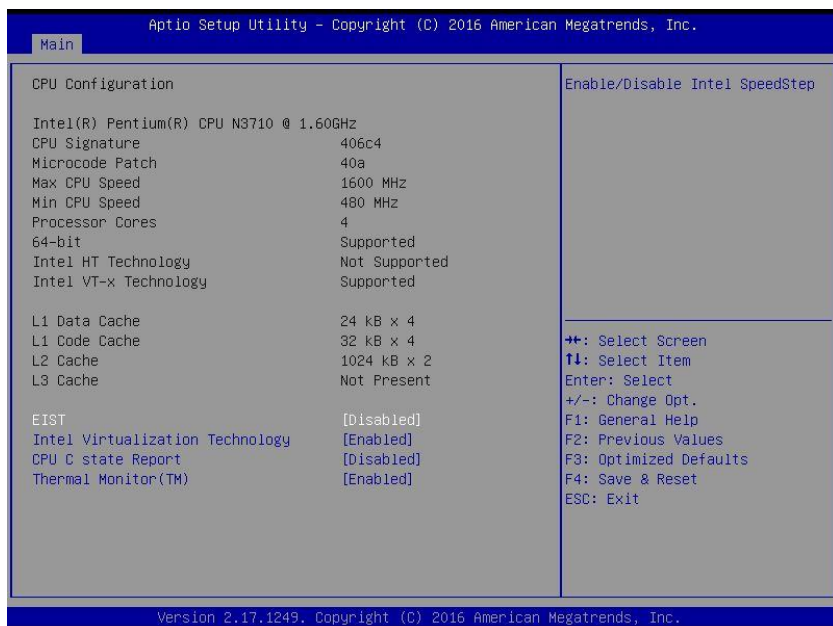 Aptio Setup Utility – Copyright (C) 2016 American Megatrends, Inc.
Main
CPU Configuration
Intel(R) Pentium(R) CPU N3710 @ 1.60GHz
CPU Signature 406c4
Microcode Patch 40a
Max CPU Speed 1600 MHz
Min CPU Speed 480 MHz
Processor Cores 4
64-bit Supported
Intel HT Technology Not Supported
Intel VT-x Technology Supported
L1 Data Cache 24 kB x 4
L1 Code Cache 32 kB x 4
L2 Cache 1024 kB x 2
L3 Cache Not Present
EIST [Disabled]
Intel Virtualization Technology [Enabled]
CPU C state Report [Disabled]
Thermal Monitor(TM) [Enabled]
Enable/Disable Intel SpeedStep
→←: Select Screen
↑↓: Select Item
Enter: Select
+/-: Change Opt.
F1: General Help
F2: Previous Values
F3: Optimized Defaults
F4: Save & Reset
ESC: Exit
Version 2.17.1249. Copyright (C) 2016 American Megatrends, Inc.